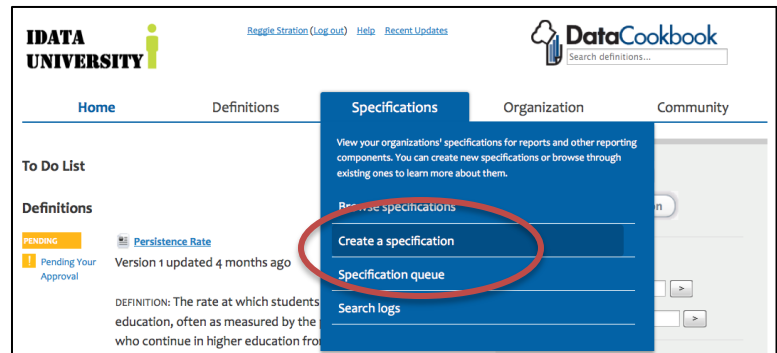 IDATA
UNIVERSITY
Reggie Stration (Log out) Help Recent Updates
DataCookbook
Search definitions...
Home Definitions Specifications Organization Community
View your organizations' specifications for reports and other reporting
components. You can create new specifications or browse through
existing ones to learn more about them.
Browse specifications
Create a specification
Specification queue
Search logs
To Do List
Definitions
PENDING
! Pending Your
Approval
Persistence Rate
Version 1 updated 4 months ago
DEFINITION: The rate at which students
education, often as measured by the
who continue in higher education
on
>
>